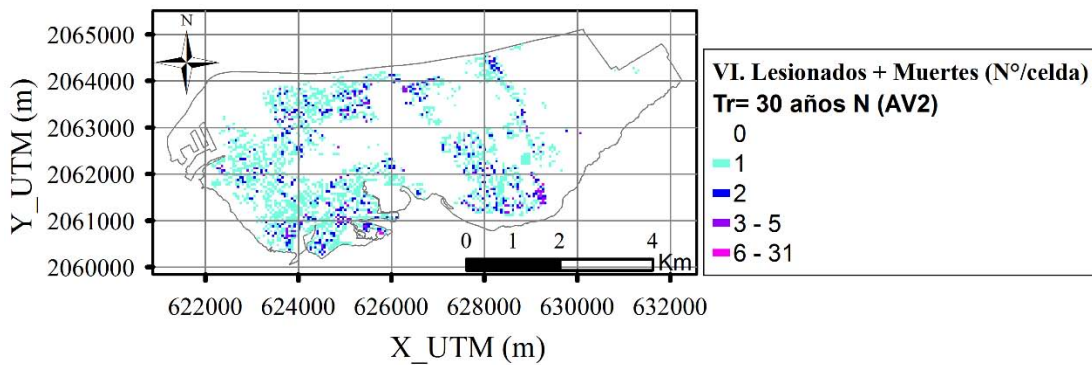 N
2065000
2064000
2063000
2062000
2061000
2060000
Y_UTM (m)
0 1 2 4
Km
622000 624000 626000 628000 630000 632000
X_UTM (m)
VI. Lesionados + Muertes (N°/celda)
Tr= 30 años N (AV2)
0
1
2
3 - 5
6 - 31